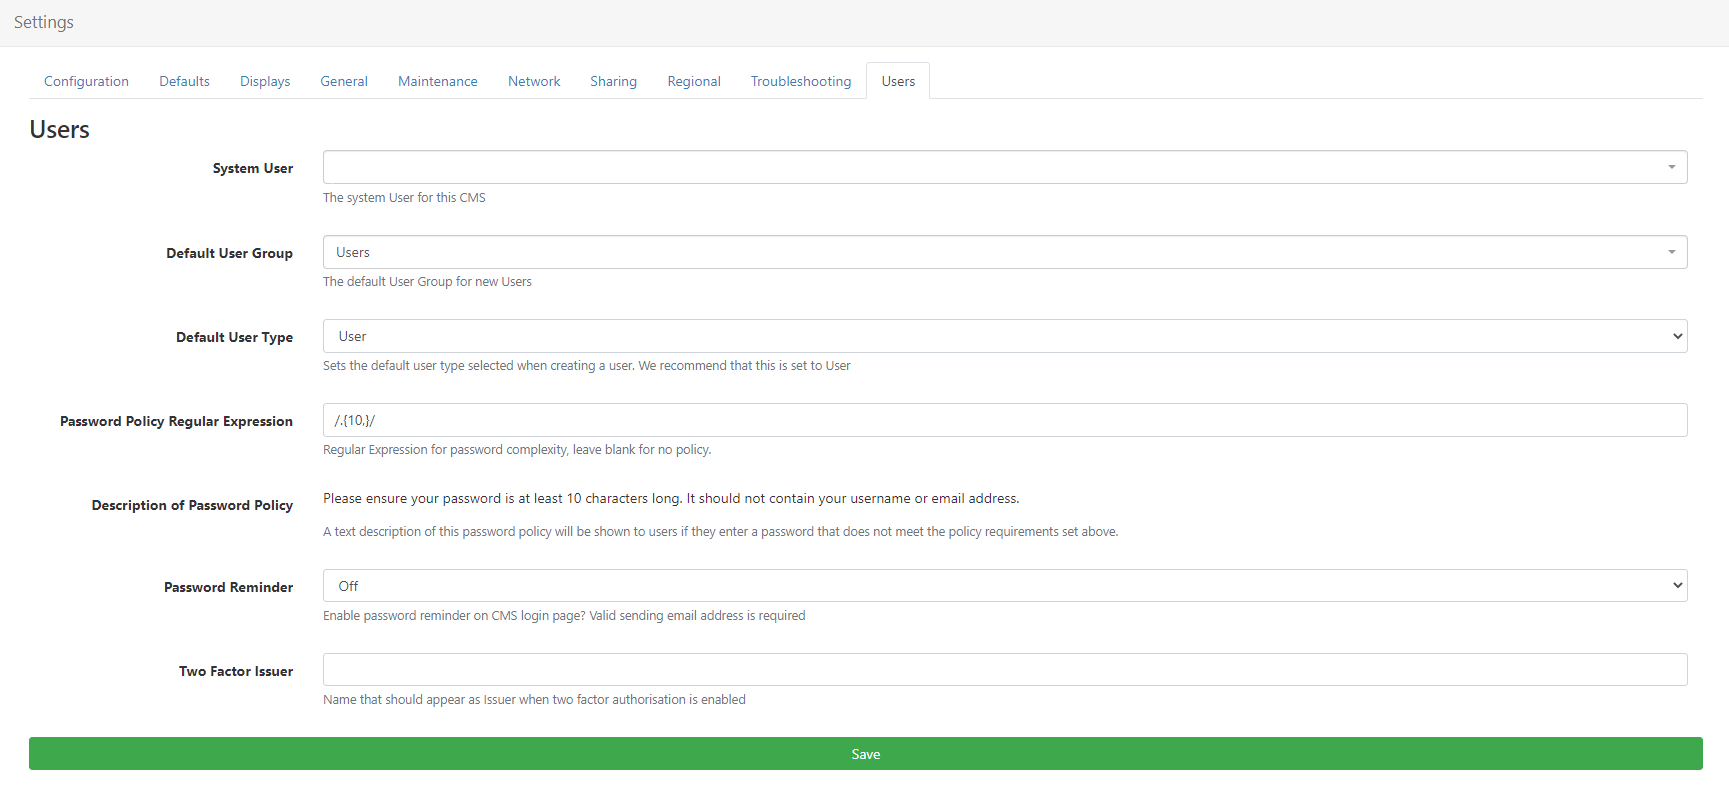 Settings
Configuration Defaults Displays General Maintenance Network Sharing Regional Troubleshooting Users
Users
System User
The system User for this CMS
Default User Group Users
The default User Group for new Users
Default User Type User
Sets the default user type selected when creating a user. We recommend that this is set to User
Password Policy Regular Expression /.{10,}/
Regular Expression for password complexity, leave blank for no policy.
Description of Password Policy Please ensure your password is at least 10 characters long. It should not contain your username or email address.
A text description of this password policy will be shown to users if they enter a password that does not meet the policy requirements set above.
Password Reminder Off
Enable password reminder on CMS login page? Valid sending email address is required
Two Factor Issuer
Name that should appear as Issuer when two factor authorisation is enabled
Save